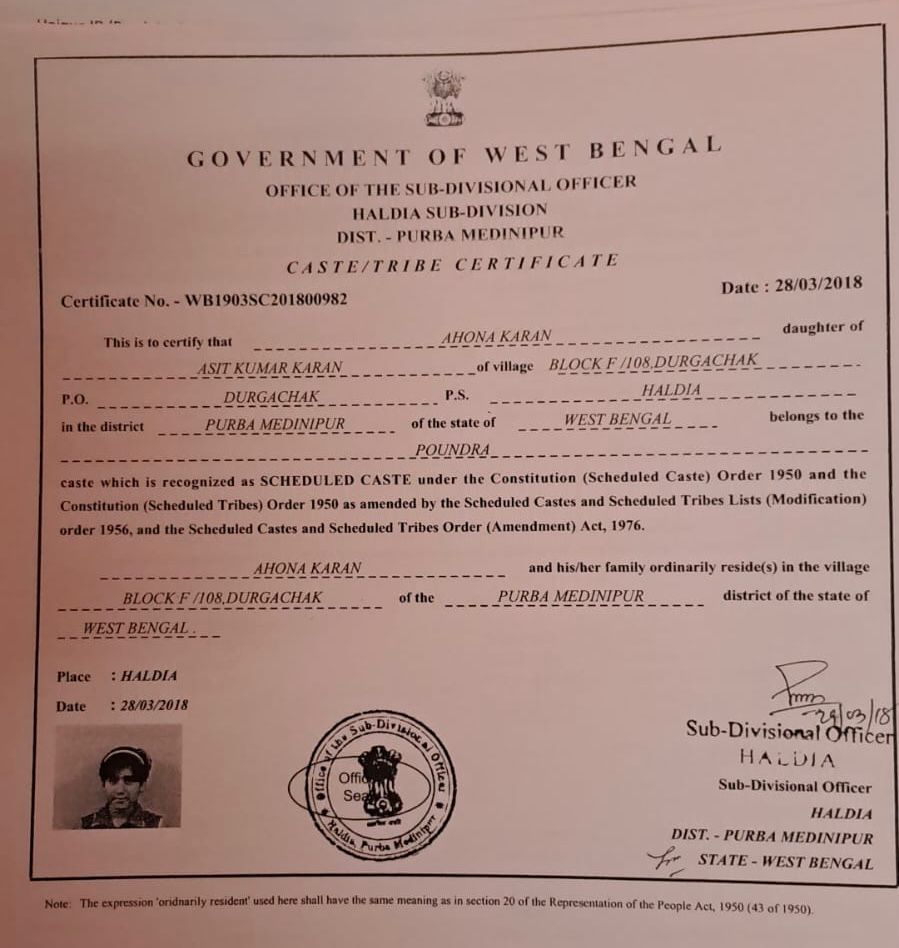 GOVERNMENT OF WEST BENGAL
OFFICE OF THE SUB-DIVISIONAL OFFICER
HALDIA SUB-DIVISION
DIST. - PURBA MEDINIPUR
CASTE/TRIBE CERTIFICATE
Certificate No. - WB1903SC201800982 Date : 28/03/2018
This is to certify that AHONA KARAN daughter of
ASIT KUMAR KARAN of village BLOCK F /108,DURGACHAK
P.O. DURGACHAK P.S. HALDIA
in the district PURBA MEDINIPUR of the state of WEST BENGAL belongs to the
POUNDRA
caste which is recognized as SCHEDULED CASTE under the Constitution (Scheduled Caste) Order 1950 and the
Constitution (Scheduled Tribes) Order 1950 as amended by the Scheduled Castes and Scheduled Tribes Lists (Modification)
order 1956, and the Scheduled Castes and Scheduled Tribes Order (Amendment) Act, 1976.
AHONA KARAN and his/her family ordinarily reside(s) in the village
BLOCK F /108,DURGACHAK of the PURBA MEDINIPUR district of the state of
WEST BENGAL .
Place : HALDIA
Date : 28/03/2018
Office of the Sub-Divisional Officer
Haldia, Purba Medinipur
29/03/18
Sub-Divisional Officer
HALDIA
Sub-Divisional Officer
HALDIA
DIST. - PURBA MEDINIPUR
for STATE - WEST BENGAL
Note: The expression 'oridnarily resident' used here shall have the same meaning as in section 20 of the Representation of the People Act, 1950 (43 of 1950).